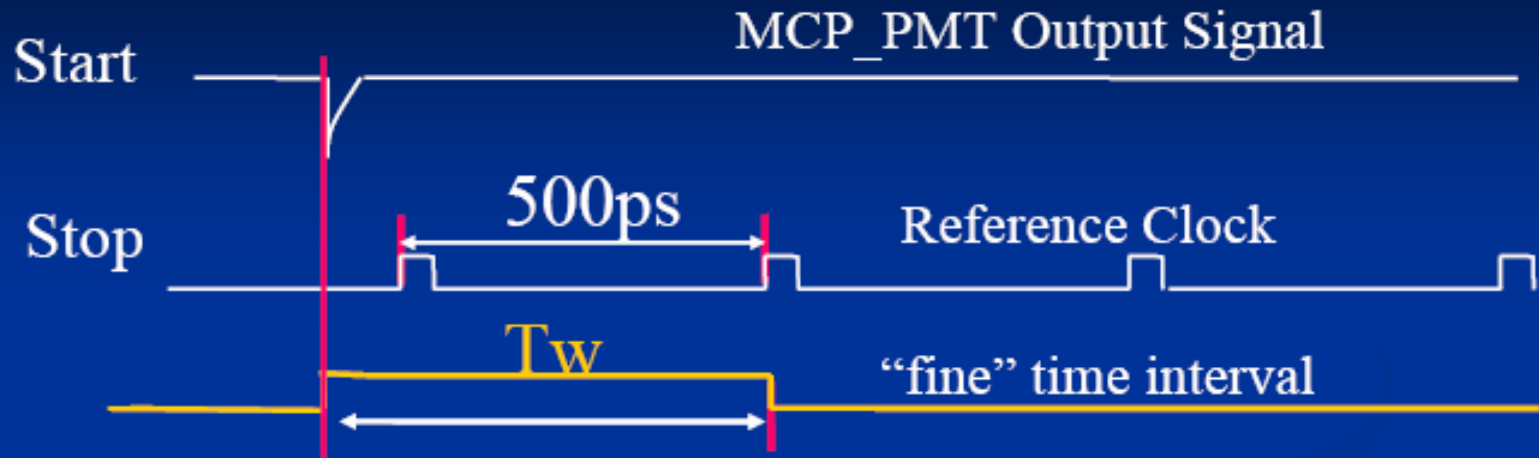 MCP_PMT Output Signal
Start
500ps
Reference Clock
Stop
Tw
“fine” time interval